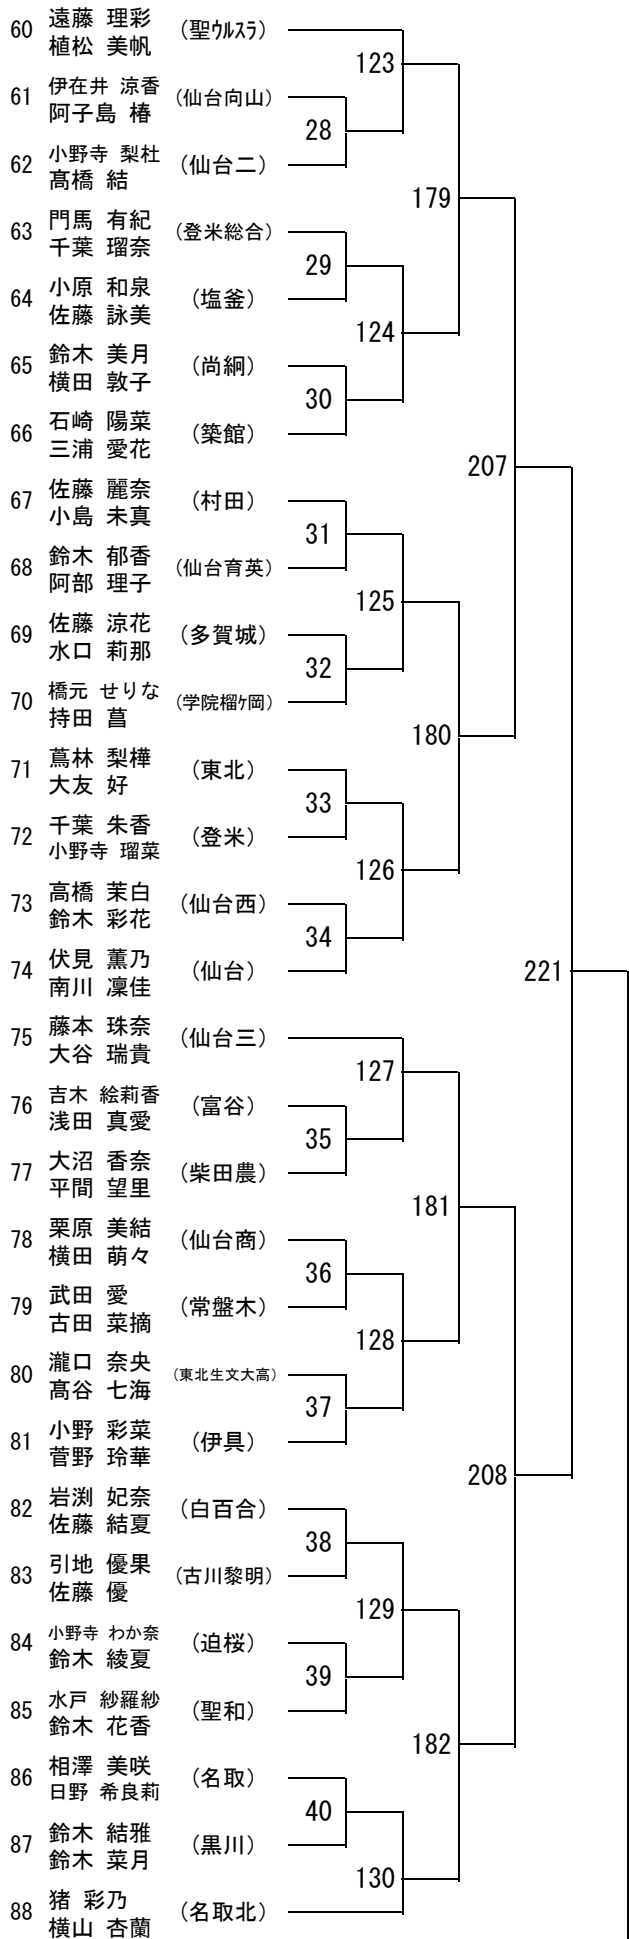 遠藤 理彩
60 (聖ウルスラ)
植松 美帆
123
伊在井 涼香
61 (仙台向山)
阿子島 椿
28
小野寺 梨杜
62 (仙台二)
髙橋 結
179
門馬 有紀
63 (登米総合)
千葉 瑠奈
29
小原 和泉
64 (塩釜)
佐藤 詠美
124
鈴木 美月
65 (尚絅)
横田 敦子
30
石崎 陽菜
66 (築館)
三浦 愛花
207
佐藤 麗奈
67 (村田)
小島 未真
31
鈴木 郁香
68 (仙台育英)
阿部 理子
125
佐藤 涼花
69 (多賀城)
水口 莉那
32
橋元 せりな
70 (学院榴ケ岡)
持田 菖
180
蔦林 梨樺
71 (東北)
大友 好
33
千葉 朱香
72 (登米)
小野寺 瑠菜
126
高橋 茉白
73 (仙台西)
鈴木 彩花
34
伏見 薫乃
74 (仙台)
南川 凜佳
221
藤本 珠奈
75 (仙台三)
大谷 瑞貴
127
吉木 絵莉香
76 (富谷)
浅田 真愛
35
大沼 香奈
77 (柴田農)
平間 望里
181
栗原 美結
78 (仙台商)
横田 萌々
36
武田 愛
79 (常盤木)
古田 菜摘
128
瀧口 奈央
80 (東北生文大高)
髙谷 七海
37
小野 彩菜
81 (伊具)
菅野 玲華
208
岩渕 妃奈
82 (白百合)
佐藤 結夏
38
引地 優果
83 (古川黎明)
佐藤 優
129
小野寺 わか奈
84 (迫桜)
鈴木 綾夏
39
水戸 紗羅紗
85 (聖和)
鈴木 花香
182
相澤 美咲
86 (名取)
日野 希良莉
40
鈴木 結雅
87 (黒川)
鈴木 菜月
130
猪 彩乃
88 (名取北)
横山 杏蘭